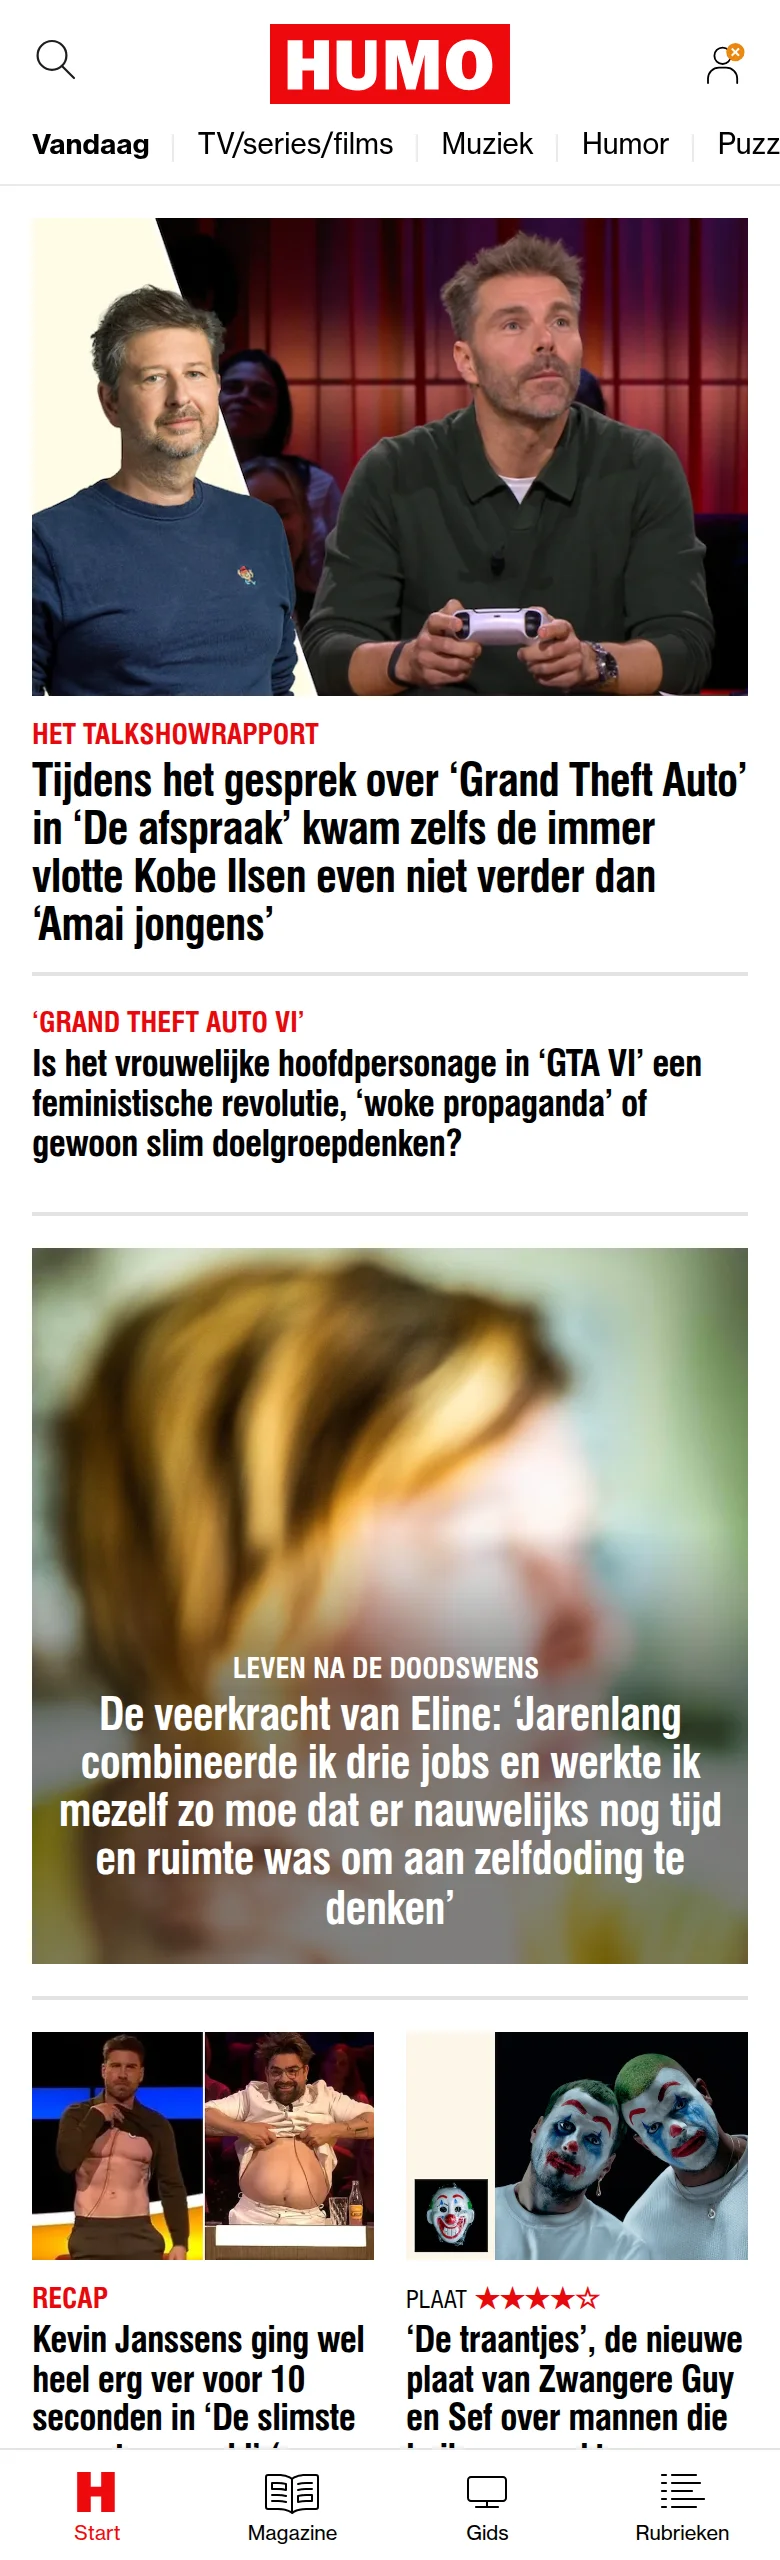 HUMO
Vandaag
TV/series/films
Muziek
Humor
Puzz
HET TALKSHOWRAPPORT
Tijdens het gesprek over ‘Grand Theft Auto’
in ‘De afspraak’ kwam zelfs de immer
vlotte Kobe Ilsen even niet verder dan
‘Amai jongens’
‘GRAND THEFT AUTO VI’
Is het vrouwelijke hoofdpersonage in ‘GTA VI’ een
feministische revolutie, ‘woke propaganda’ of
gewoon slim doelgroepdenken?
LEVEN NA DE DOODSWENS
De veerkracht van Eline: ‘Jarenlang
combineerde ik drie jobs en werkte ik
mezelf zo moe dat er nauwelijks nog tijd
en ruimte was om aan zelfdoding te
denken’
RECAP
Kevin Janssens ging wel
heel erg ver voor 10
seconden in ‘De slimste
PLAAT ★★★★☆
‘De traantjes’, de nieuwe
plaat van Zwangere Guy
en Sef over mannen die
H
Start
Magazine
Gids
Rubrieken